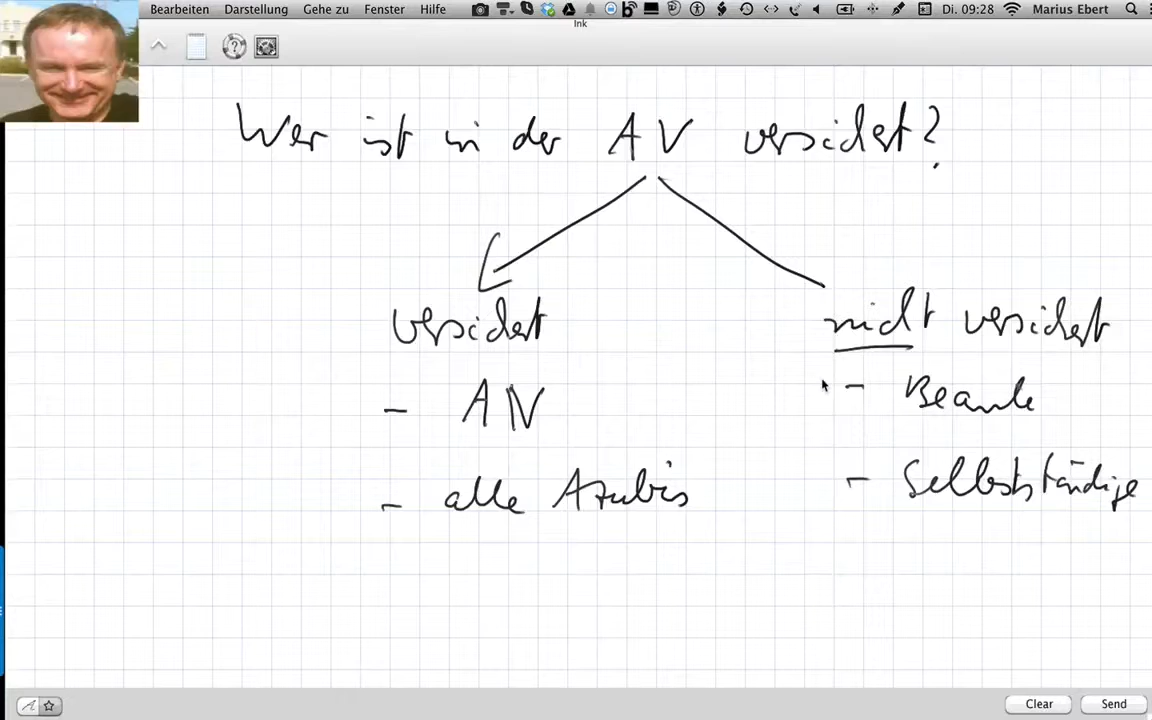 Bearbeiten Darstellung Gehe zu Fenster Hilfe Di. 09:28 Marius Ebert
Ink
Wer ist in der AV versichert?
versichert
nicht versichert
- AN
- Beamte
- alle Azubis
- Selbstständige
Clear Send